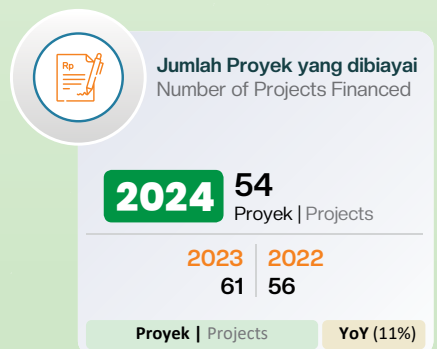 Rp
Jumlah Proyek yang dibiayai
Number of Projects Financed
2024
54
Proyek | Projects
2023 2022
61 56
Proyek | Projects
YoY (11%)